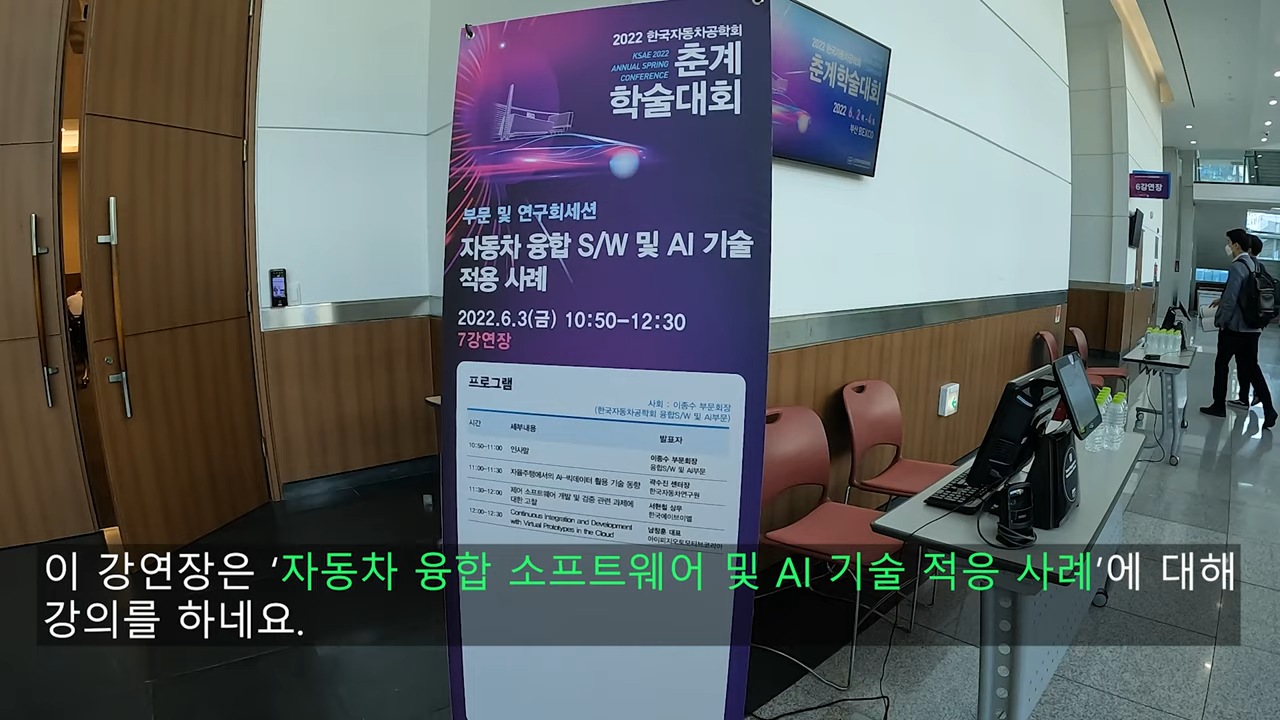 2022 한국자동차공학회
KSAE 2022
ANNUAL SPRING
CONFERENCE
춘계
학술대회
부문 및 연구회세션
자동차 융합 S/W 및 AI 기술
적용 사례
2022.6.3(금) 10:50-12:30
7강연장
프로그램
사회 : 이종수 부문회장
(한국자동차공학회 융합S/W 및 AI부문)
시간 세부내용 발표자
10:50-11:00 인사말 이종수 부문회장
융합S/W 및 AI부문
11:00-11:30 자율주행에서의 AI-빅데이터 활용 기술 동향 곽수진 센터장
한국자동차연구원
11:30-12:00 제어 소프트웨어 개발 및 검증 관련 과제에
대한 고찰 서현철 상무
한국에이브이엘
12:00-12:30 Continuous Integration and Development
with Virtual Prototypes in the Cloud 남창훈 대표
2022 한국자동차공학회
춘계학술대회
2022. 6. 2 - 4
부산 BEXCO
6강연장
이 강연장은 ‘자동차 융합 소프트웨어 및 AI 기술 적응 사례’에 대해
강의를 하네요.